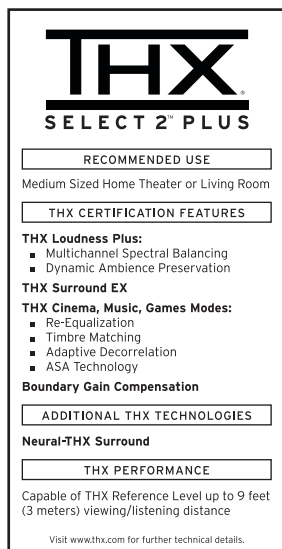 THX®
SELECT 2™ PLUS
RECOMMENDED USE
Medium Sized Home Theater or Living Room
THX CERTIFICATION FEATURES
THX Loudness Plus:
■ Multichannel Spectral Balancing
■ Dynamic Ambience Preservation
THX Surround EX
THX Cinema, Music, Games Modes:
■ Re-Equalization
■ Timbre Matching
■ Adaptive Decorrelation
■ ASA Technology
Boundary Gain Compensation
ADDITIONAL THX TECHNOLOGIES
Neural-THX Surround
THX PERFORMANCE
Capable of THX Reference Level up to 9 feet
(3 meters) viewing/listening distance
Visit www.thx.com for further technical details.